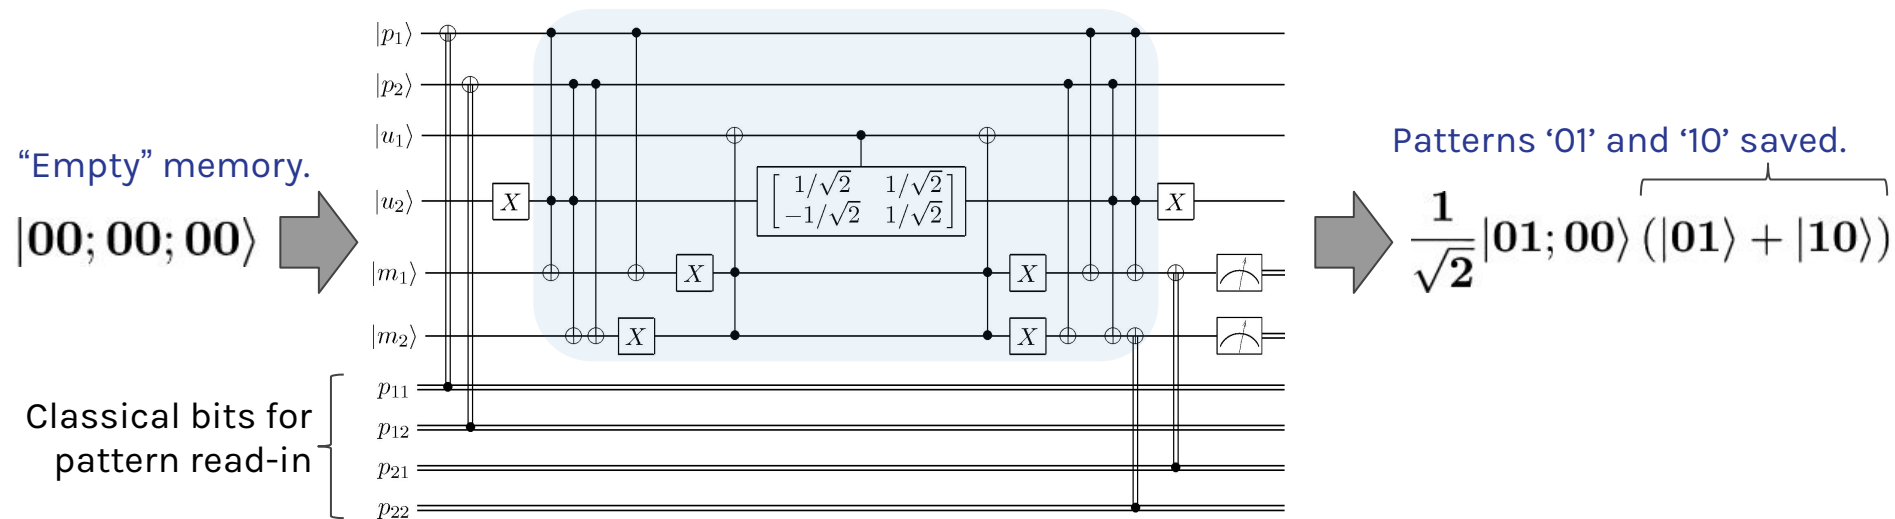 “Empty” memory.
|00; 00; 00⟩
|p₁⟩
|p₂⟩
|u₁⟩
|u₂⟩
|m₁⟩
|m₂⟩
X
1/√2 1/√2
-1/√2 1/√2
X
X
X
X
X
p₁₁
p₁₂
p₂₁
p₂₂
Classical bits for
pattern read-in
Patterns ‘01’ and ‘10’ saved.
1/√2 |01; 00⟩ (|01⟩ + |10⟩)